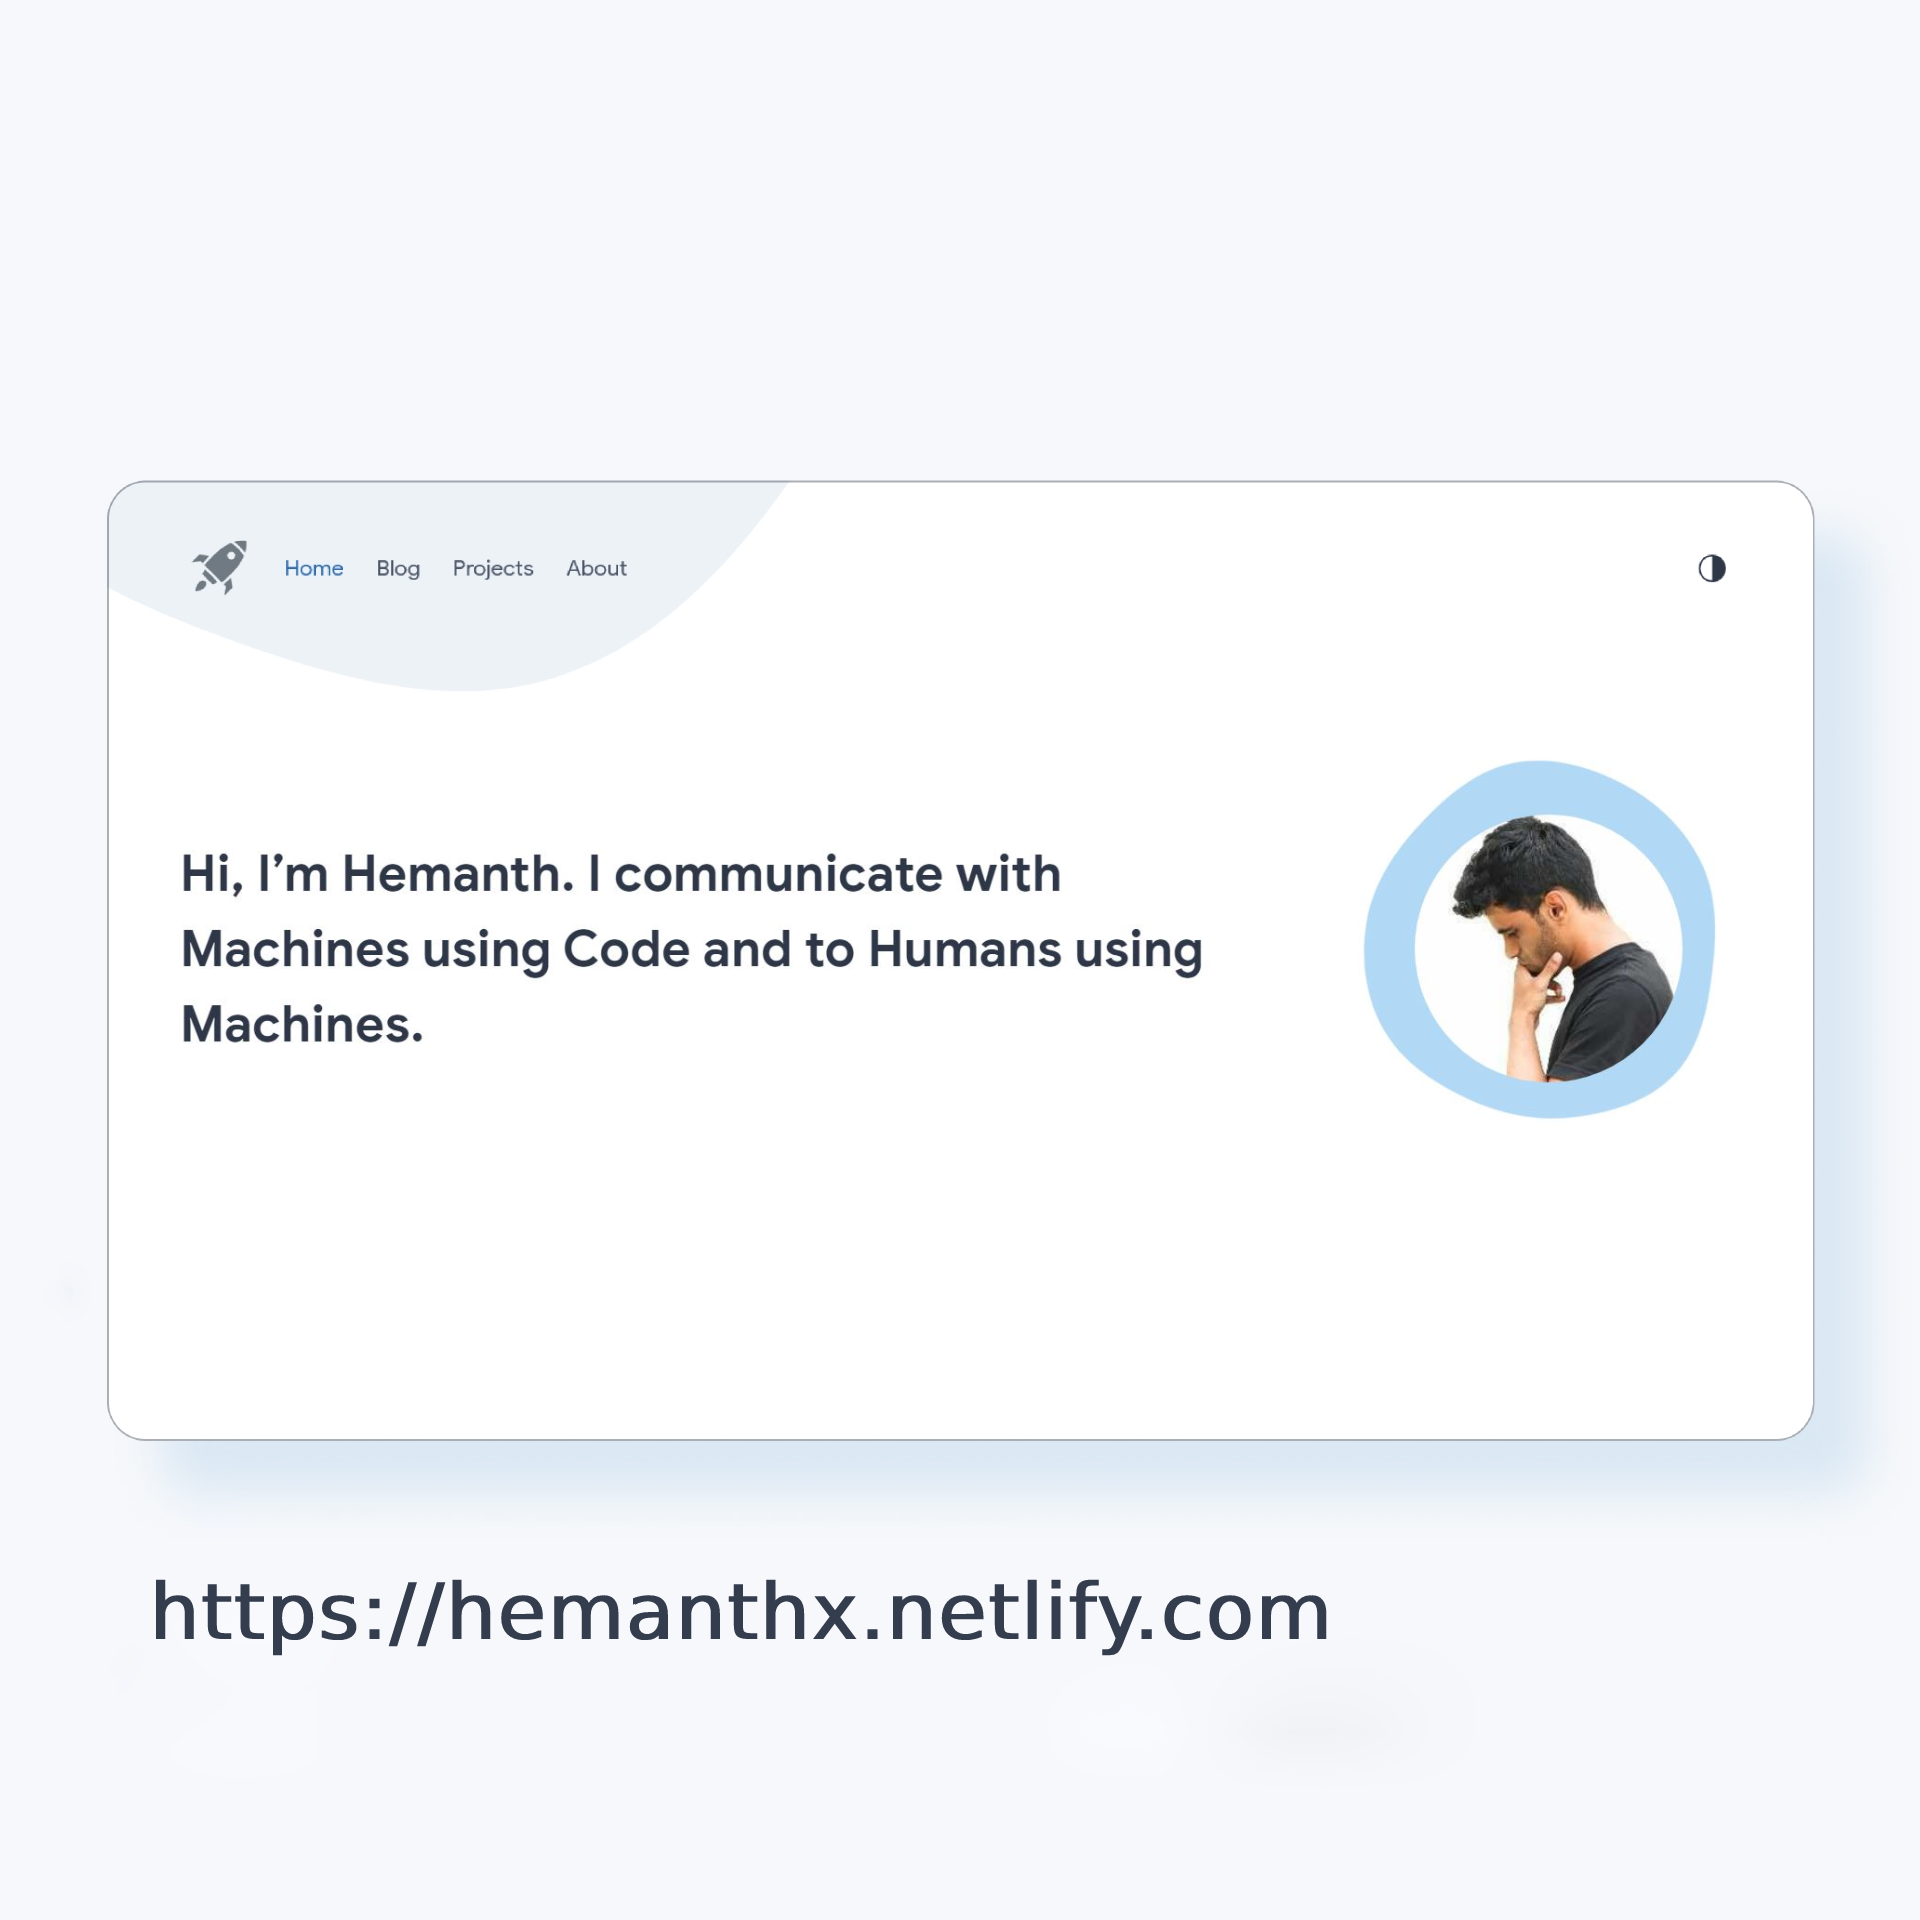 Home Blog Projects About
Hi, I’m Hemanth. I communicate with
Machines using Code and to Humans using
Machines.
https://hemanthx.netlify.com